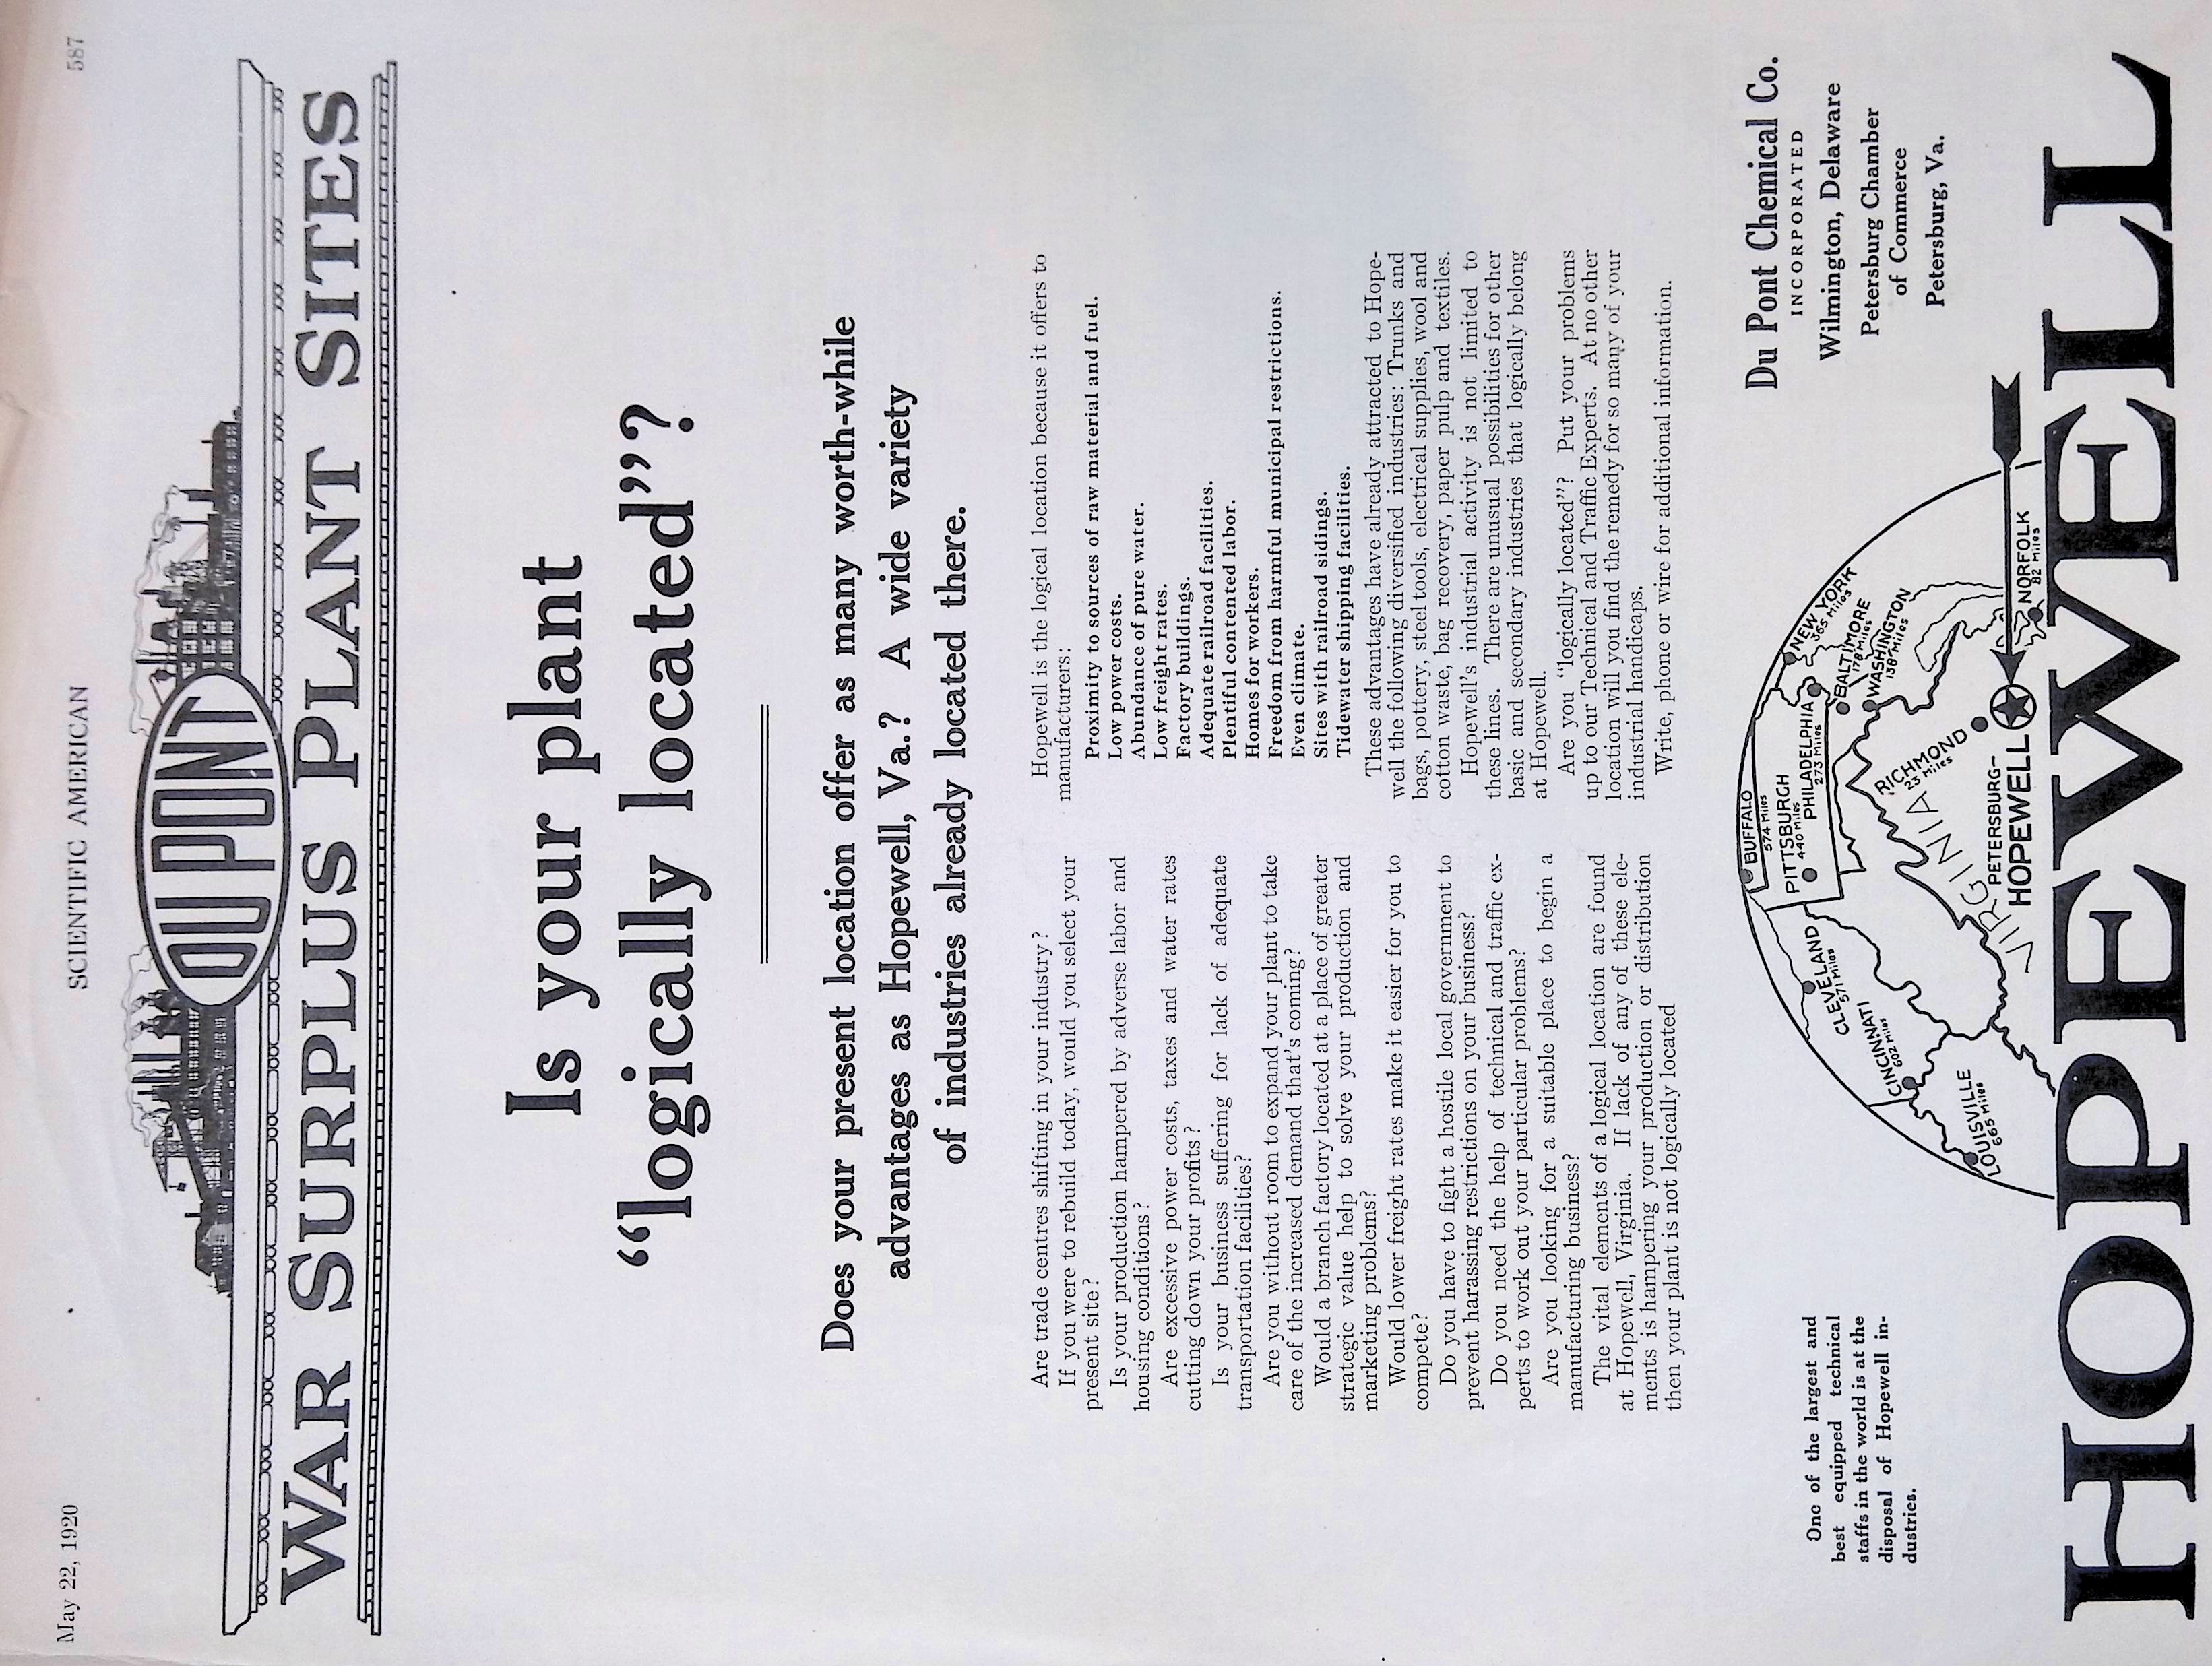 May 22, 1920
SCIENTIFIC AMERICAN
587
DU PONT
WAR SURPLUS PLANT SITES
Is your plant
“logically located”?
Does your present location offer as many worth-while
advantages as Hopewell, Va.? A wide variety
of industries already located there.
Are trade centres shifting in your industry?
If you were to rebuild today, would you select your
present site?
Is your production hampered by adverse labor and
housing conditions?
Are excessive power costs, taxes and water rates
cutting down your profits?
Is your business suffering for lack of adequate
transportation facilities?
Are you without room to expand your plant to take
care of the increased demand that’s coming?
Would a branch factory located at a place of greater
strategic value help to solve your production and
marketing problems?
Would lower freight rates make it easier for you to
compete?
Do you have to fight a hostile local government to
prevent harrassing restrictions on your business?
Do you need the help of technical and traffic ex-
perts to work out your particular problems?
Are you looking for a suitable place to begin a
manufacturing business?
The vital elements of a logical location are found
at Hopewell, Virginia. If lack of any of these ele-
ments is hampering your production or distribution
then your plant is not logically located
Hopewell is the logical location because it offers to
manufacturers:
Proximity to sources of raw material and fuel.
Low power costs.
Abundance of pure water.
Low freight rates.
Factory buildings.
Adequate railroad facilities.
Plentiful contented labor.
Homes for workers.
Freedom from harmful municipal restrictions.
Even climate.
Sites with railroad sidings.
Tidewater shipping facilities.
These advantages have already attracted to Hope-
well the following diversified industries: Trunks and
bags, pottery, steel tools, electrical supplies, wool and
cotton waste, bag recovery, paper pulp and textiles.
Hopewell’s industrial activity is not limited to
these lines. There are unusual possibilities for other
basic and secondary industries that logically belong
at Hopewell.
Are you “logically located”? Put your problems
up to our Technical and Traffic Experts. At no other
location will you find the remedy for so many of your
industrial handicaps.
Write, phone or wire for additional information.
One of the largest and
best equipped technical
staffs in the world is at the
disposal of Hopewell in-
dustries.
BUFFALO
574 Miles
NEW YORK
365 Miles
PITTSBURGH
440 Miles
PHILADELPHIA
273 Miles
BALTIMORE
178 Miles
WASHINGTON
138 Miles
CLEVELAND
571 Miles
CINCINNATI
602 Miles
LOUISVILLE
665 Miles
RICHMOND
23 Miles
VIRGINIA
PETERSBURG-
HOPEWELL
NORFOLK
82 Miles
Du Pont Chemical Co.
INCORPORATED
Wilmington, Delaware
Petersburg Chamber
of Commerce
Petersburg, Va.
HOPEWELL